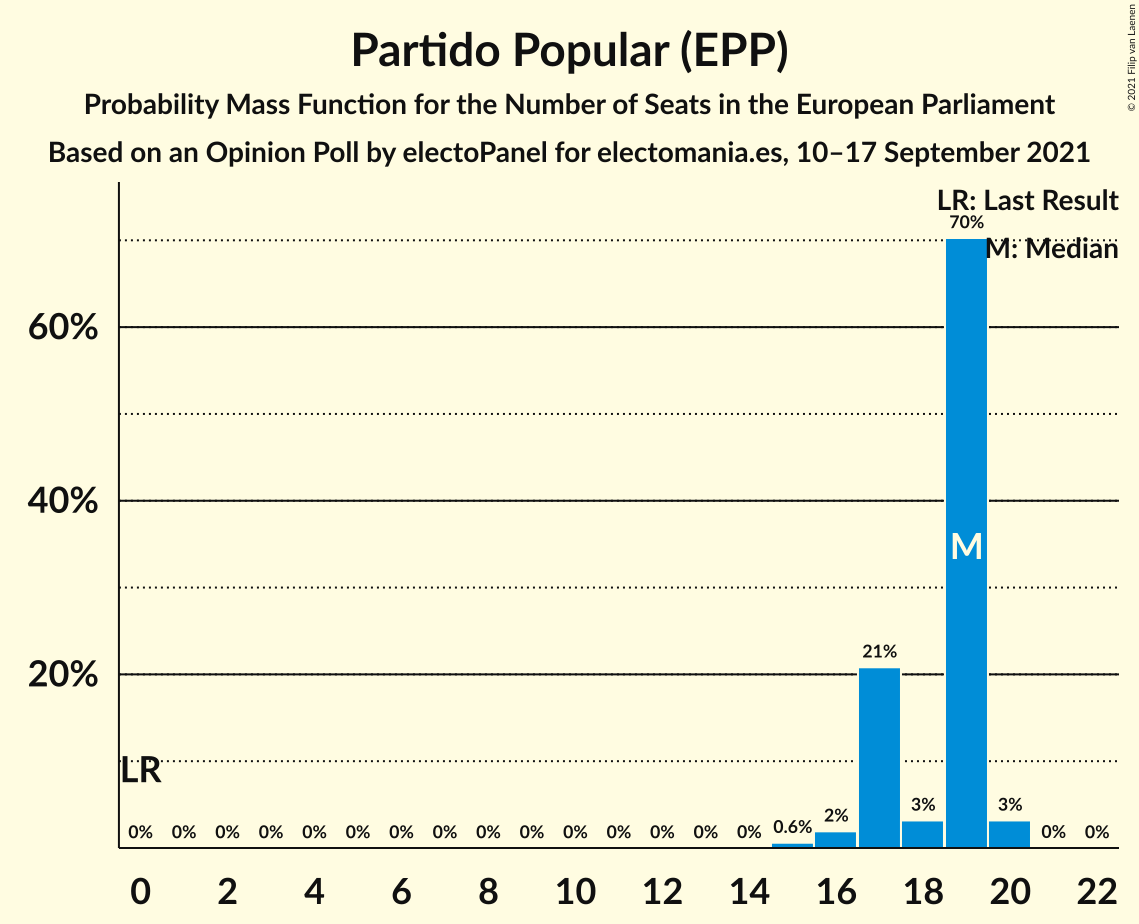 Partido Popular (EPP)
Probability Mass Function for the Number of Seats in the European Parliament
Based on an Opinion Poll by electoPanel for electomania.es, 10–17 September 2021
© 2021 Filip van Laenen
LR: Last Result
M: Median
70%
60%
40%
20%
M
21%
LR
0% 0% 0% 0% 0% 0% 0% 0% 0% 0% 0% 0% 0% 0% 0% 0.6% 2% 3% 3% 0% 0%
0 2 4 6 8 10 12 14 16 18 20 22